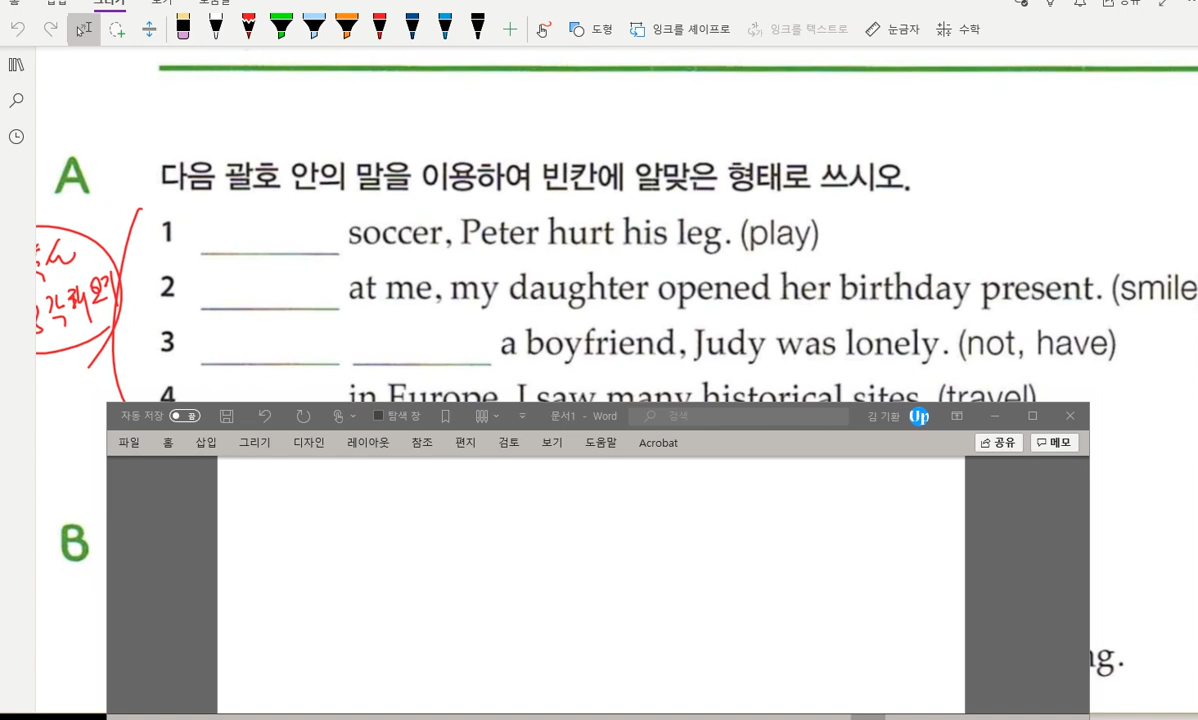 도형 잉크를 셰이프로 잉크를 텍스트로 눈금자 수학
A 다음 괄호 안의 말을 이용하여 빈칸에 알맞은 형태로 쓰시오.
1 soccer, Peter hurt his leg. (play)
2 at me, my daughter opened her birthday present. (smile
3 a boyfriend, Judy was lonely. (not, have)
4 in Europe, I saw many historical sites. (travel)
자동 저장 끔 탐색 창 문서1 - Word 검색 김 기환 Up
파일 홈 삽입 그리기 디자인 레이아웃 참조 편지 검토 보기 도움말 Acrobat 공유 메모
B
ng.